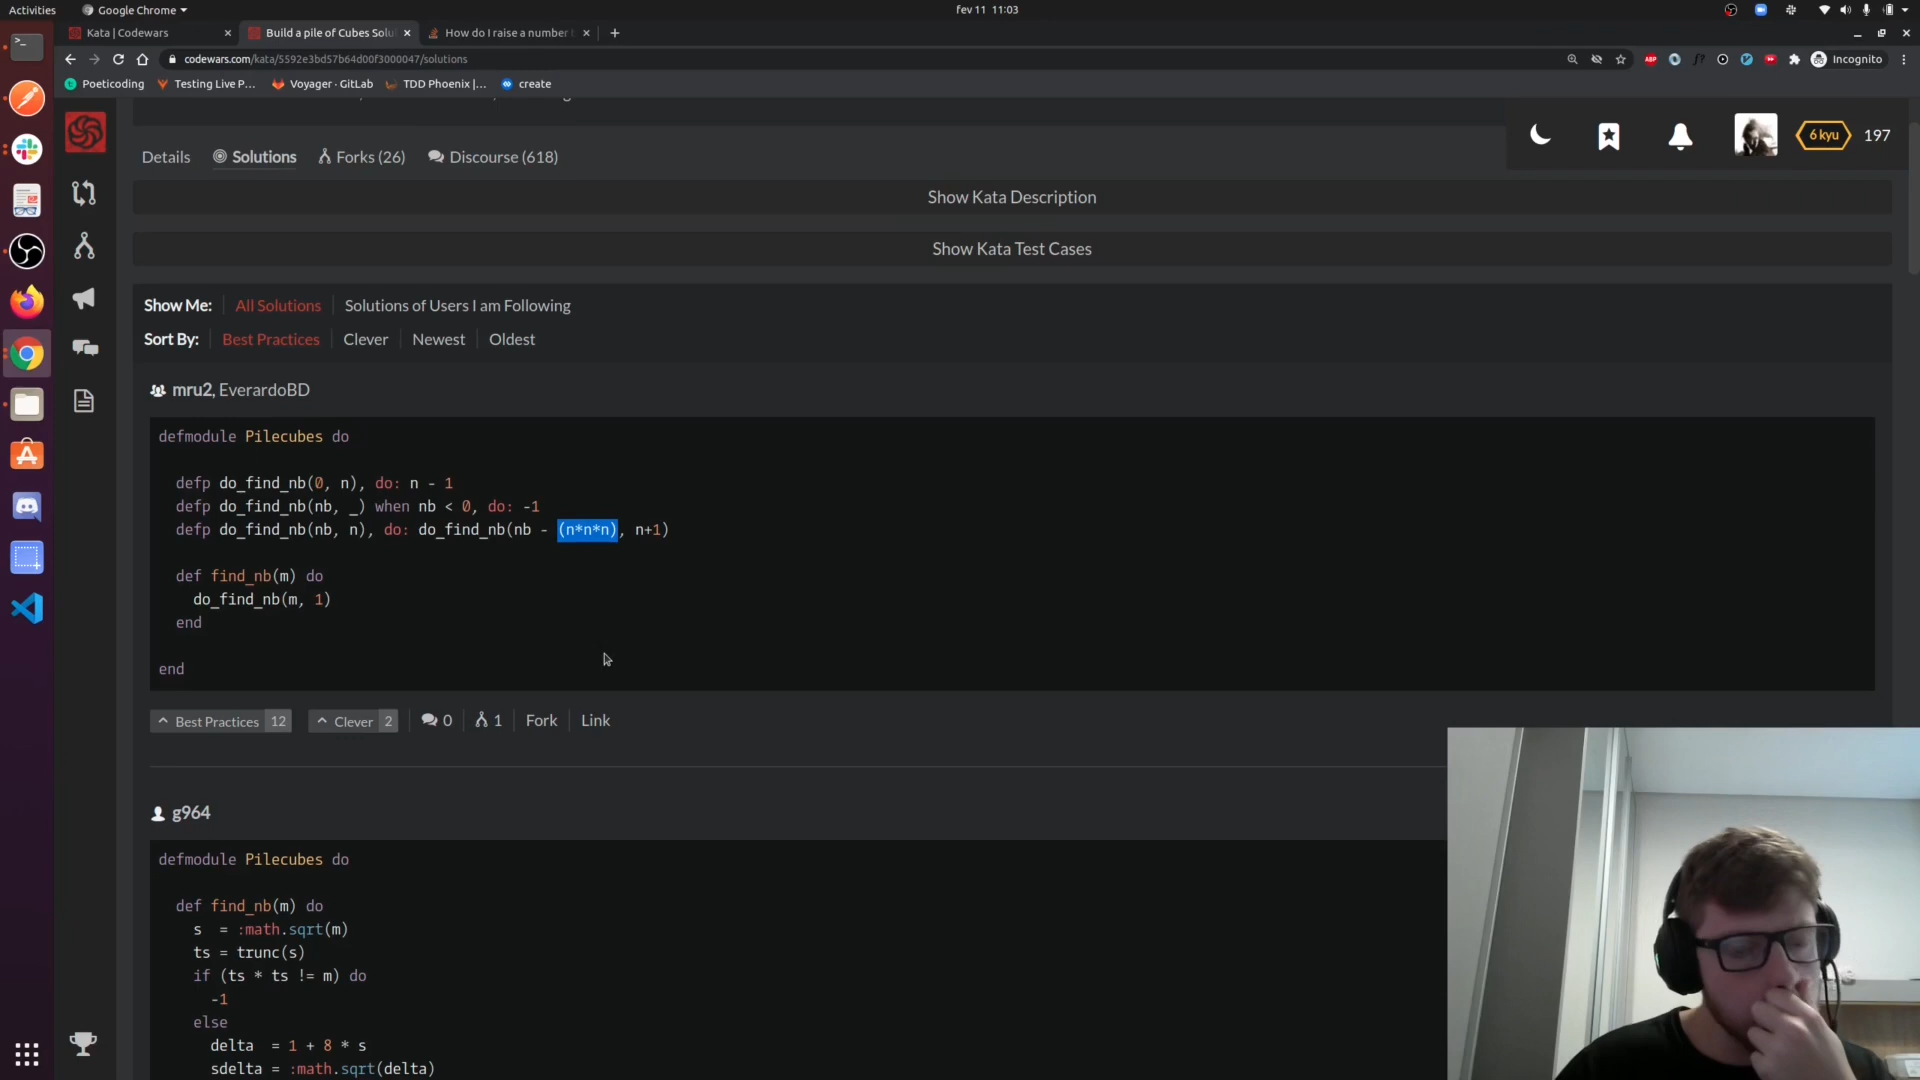 Activities
Google Chrome
fev 11 11:03
Kata | Codewars
Build a pile of Cubes Solu
How do I raise a number t
codewars.com/kata/5592e3bd57b64d00f3000047/solutions
ABP
Incognito
Poeticoding
Testing Live P...
Voyager · GitLab
TDD Phoenix |...
create
6 kyu
197
Details
Solutions
Forks (26)
Discourse (618)
Show Kata Description
Show Kata Test Cases
Show Me:
All Solutions
Solutions of Users I am Following
Sort By:
Best Practices
Clever
Newest
Oldest
mru2, EverardoBD
defmodule Pilecubes do
defp do_find_nb(0, n), do: n - 1
defp do_find_nb(nb, _) when nb < 0, do: -1
defp do_find_nb(nb, n), do: do_find_nb(nb - (n*n*n), n+1)
def find_nb(m) do
do_find_nb(m, 1)
end
end
Best Practices 12
Clever 2
0
1
Fork
Link
g964
defmodule Pilecubes do
def find_nb(m) do
s = :math.sqrt(m)
ts = trunc(s)
if (ts * ts != m) do
-1
else
delta = 1 + 8 * s
sdelta = :math.sqrt(delta)